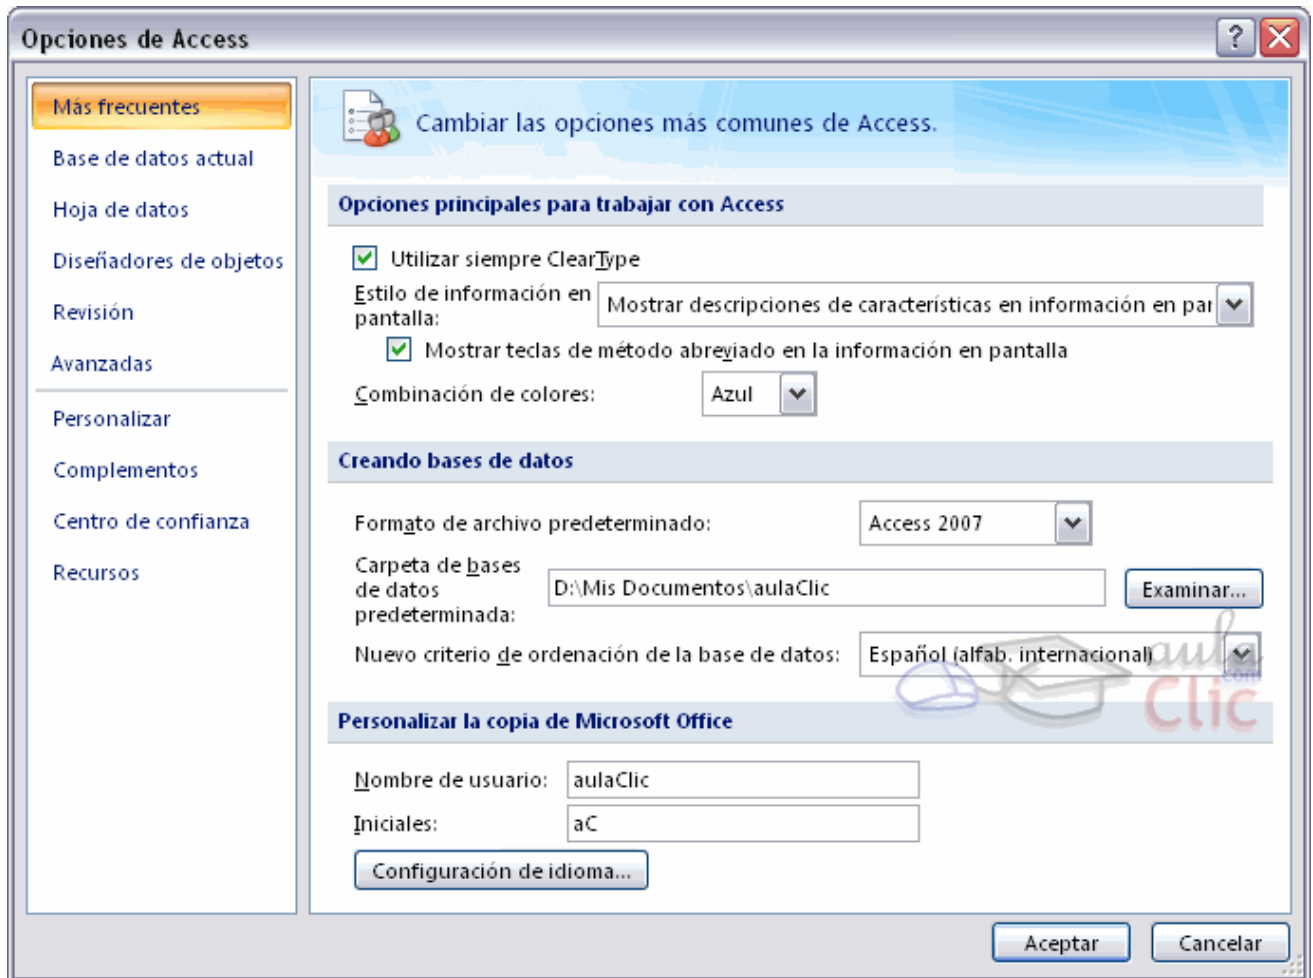 Opciones de Access
Más frecuentes
Base de datos actual
Hoja de datos
Diseñadores de objetos
Revisión
Avanzadas
Personalizar
Complementos
Centro de confianza
Recursos
Cambiar las opciones más comunes de Access.
Opciones principales para trabajar con Access
Utilizar siempre ClearType
Estilo de información en
pantalla:
Mostrar descripciones de características en información en par
Mostrar teclas de método abreviado en la información en pantalla
Combinación de colores:
Azul
Creando bases de datos
Formato de archivo predeterminado:
Access 2007
Carpeta de bases
de datos
predeterminada:
D:\Mis Documentos\aulaClic
Examinar...
Nuevo criterio de ordenación de la base de datos:
Español (alfab. internacional)
aula
.com
Clic
Personalizar la copia de Microsoft Office
Nombre de usuario:
aulaClic
Iniciales:
aC
Configuración de idioma...
Aceptar
Cancelar